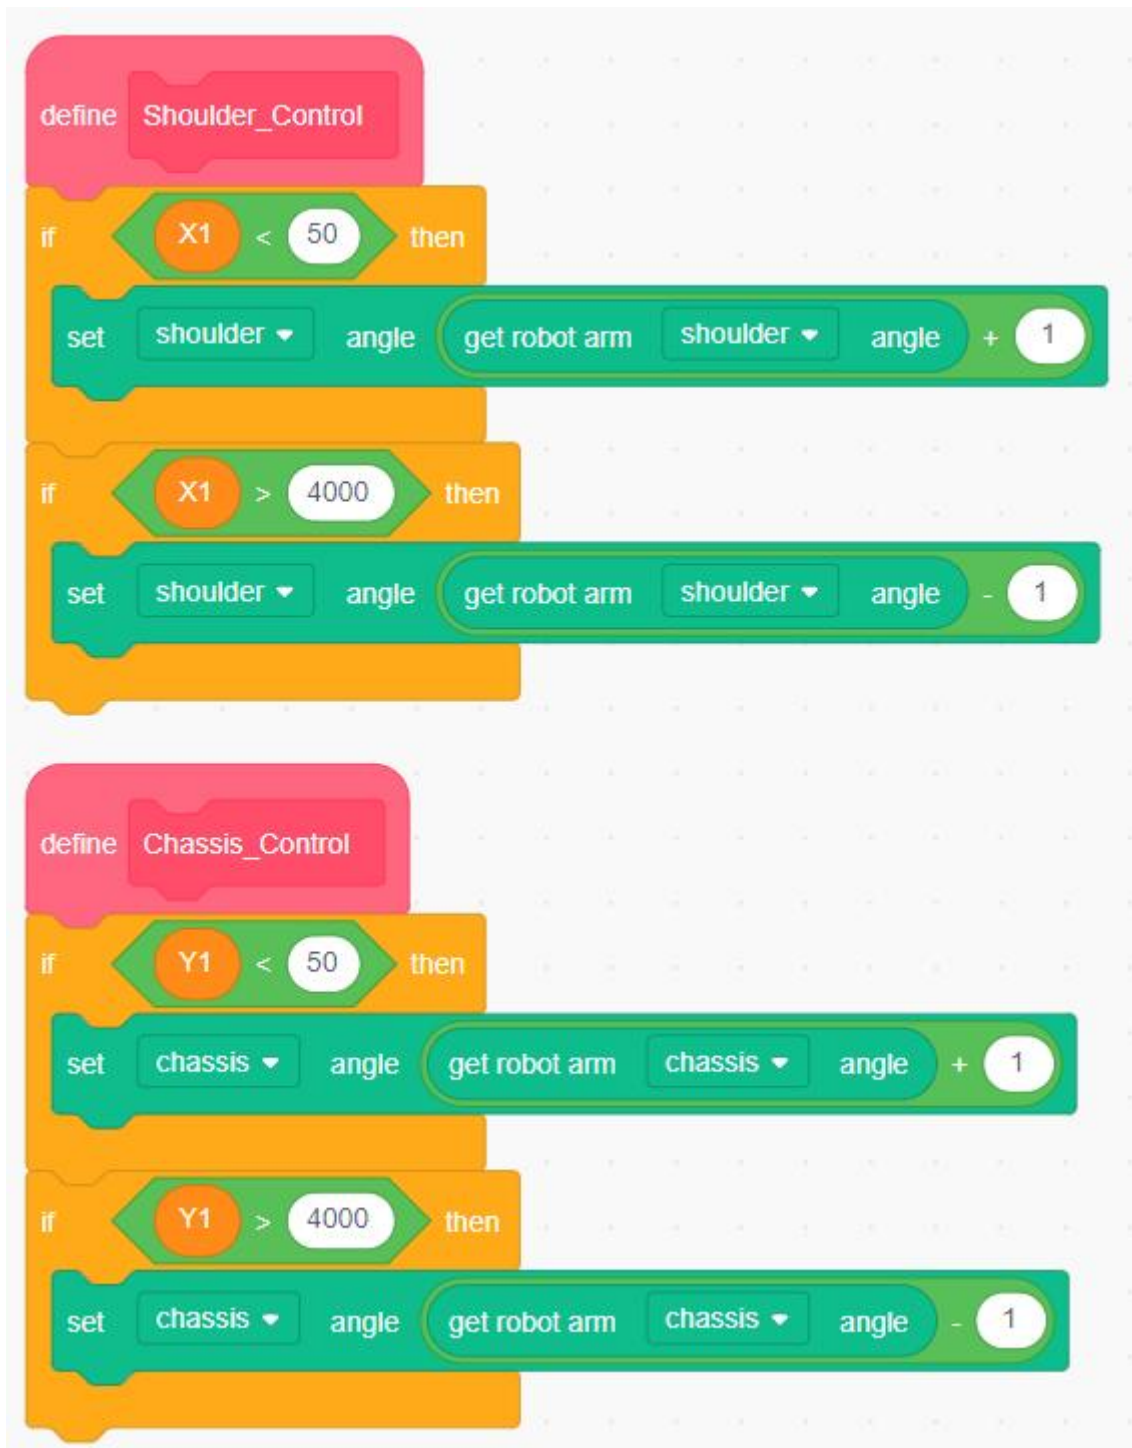 define Shoulder_Control
if X1 < 50 then
set shoulder angle get robot arm shoulder angle + 1
if X1 > 4000 then
set shoulder angle get robot arm shoulder angle - 1
define Chassis_Control
if Y1 < 50 then
set chassis angle get robot arm chassis angle + 1
if Y1 > 4000 then
set chassis angle get robot arm chassis angle - 1